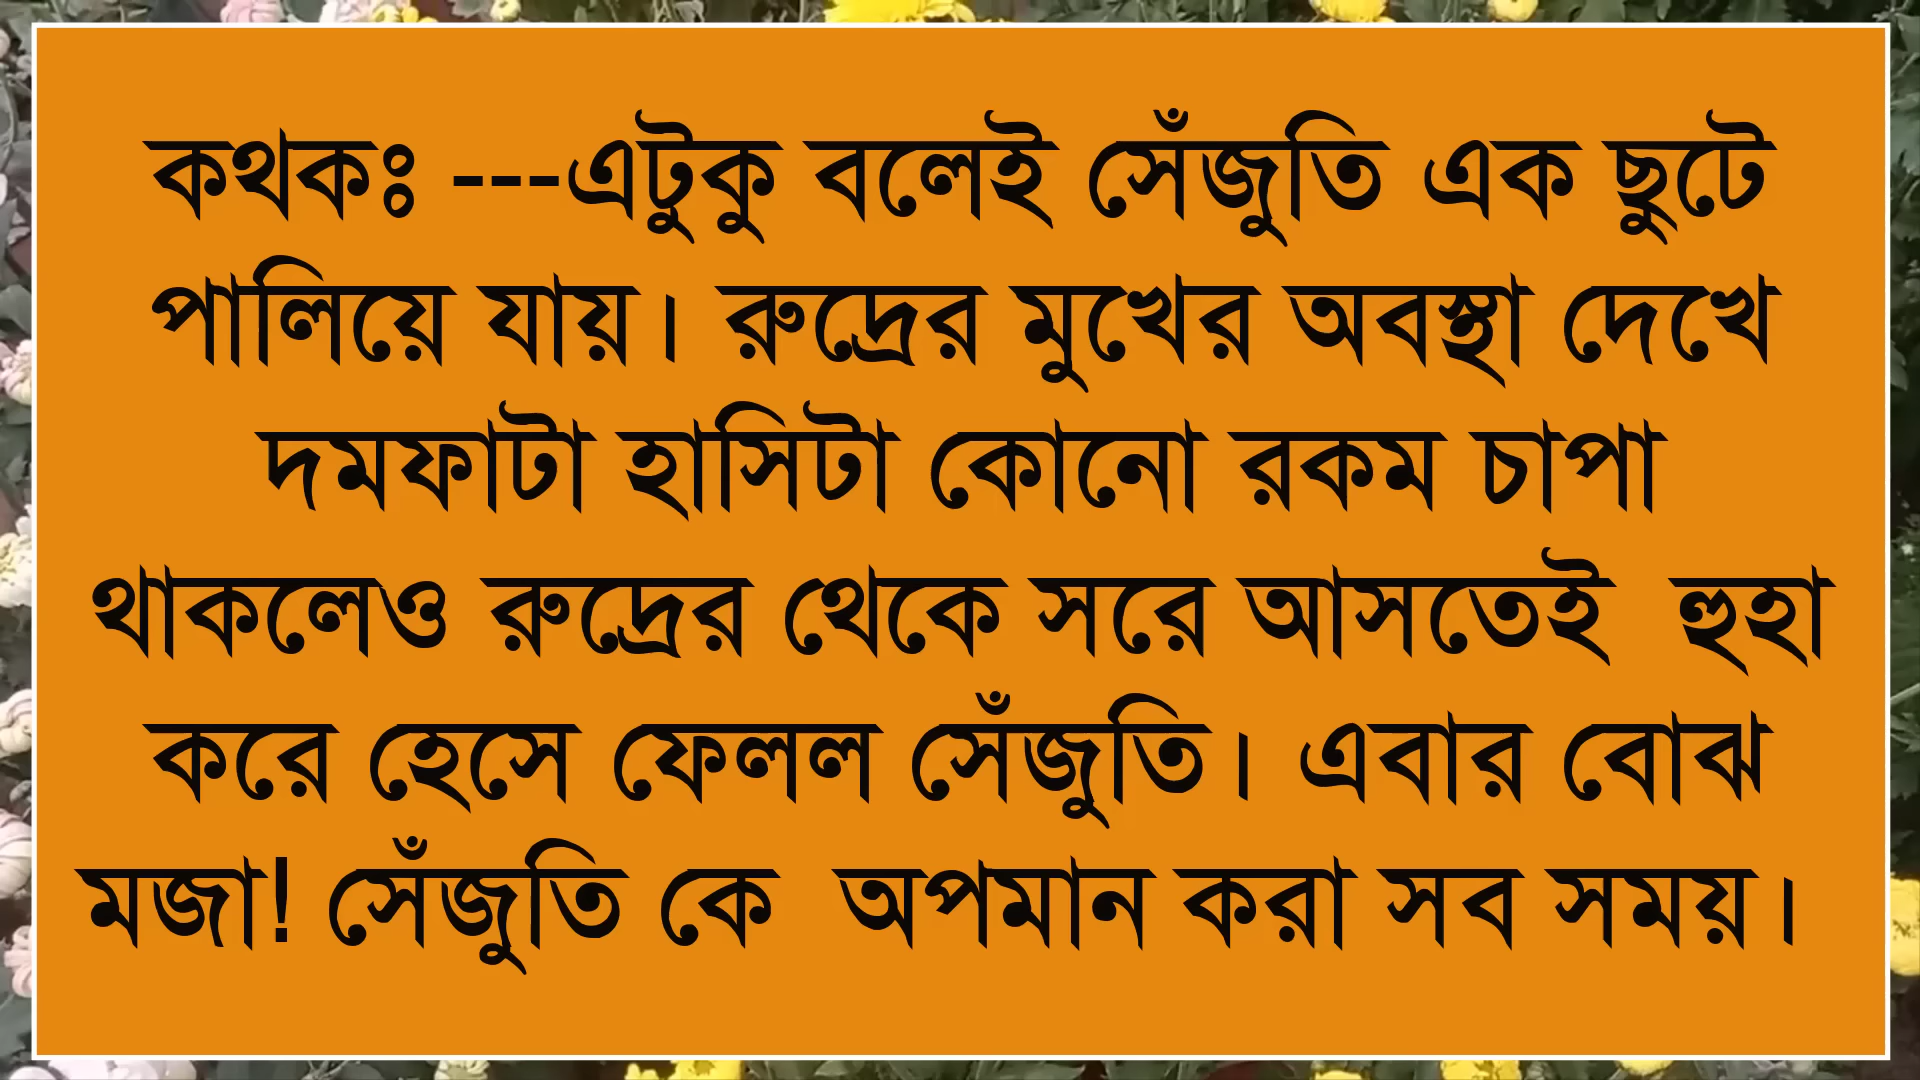 কথকঃ ---এটুকু বলেই সেঁজুতি এক ছুটে
পালিয়ে যায়। রুদ্রের মুখের অবস্থা দেখে
দমফাটা হাসিটা কোনো রকম চাপা
থাকলেও রুদ্রের থেকে সরে আসতেই  হুহা
করে হেসে ফেলল সেঁজুতি। এবার বোঝ
মজা! সেঁজুতি কে  অপমান করা সব সময়।